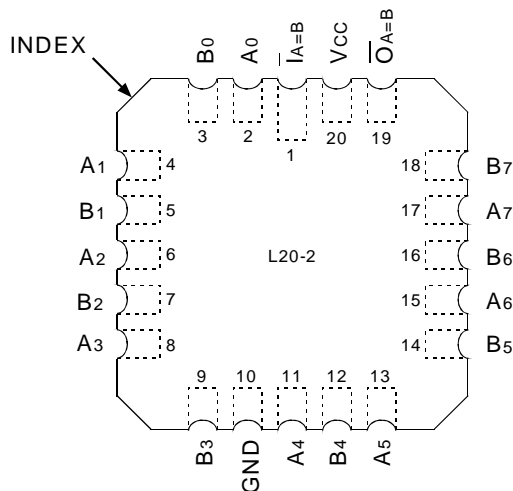 INDEX
B0 A0 I̅A=B VCC O̅A=B
3 2 1 20 19
A1 4 18 B7
B1 5 17 A7
A2 6 L20-2 16 B6
B2 7 15 A6
A3 8 14 B5
9 10 11 12 13
B3 GND A4 B4 A5